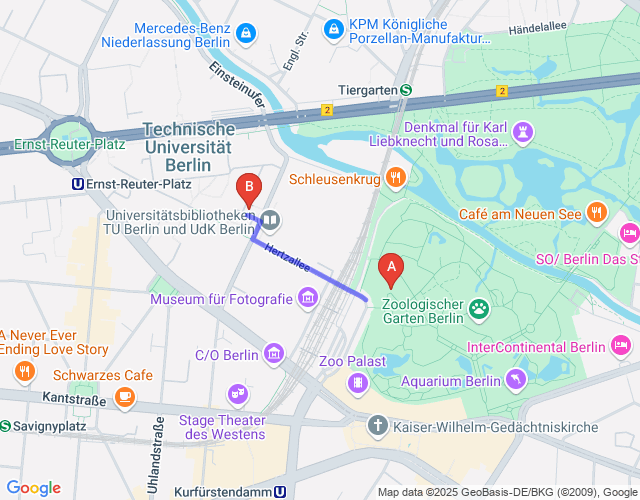 Händelallee
Mercedes-Benz
Niederlassung Berlin
KPM Königliche
Porzellan-Manufaktur...
Engl. Str.
Einsteinufer
Tiergarten S
2
2
Technische
Universität
Berlin
Ernst-Reuter-Platz
Denkmal für Karl
Liebknecht und Rosa...
U Ernst-Reuter-Platz
Schleusenkrug
B
Café am Neuen See
Universitätsbibliotheken
TU Berlin und UdK Berlin
SO/ Berlin Das St
Hertzallee
A
Museum für Fotografie
Zoologischer
Garten Berlin
A Never Ever
Ending Love Story
C/O Berlin
InterContinental Berlin
Zoo Palast
Schwarzes Cafe
Aquarium Berlin
Kantstraße
S Savignyplatz
Stage Theater
des Westens
Kaiser-Wilhelm-Gedächtniskirche
Uhlandstraße
Kurfürstendamm U
Google
Map data ©2025 GeoBasis-DE/BKG (©2009), Google